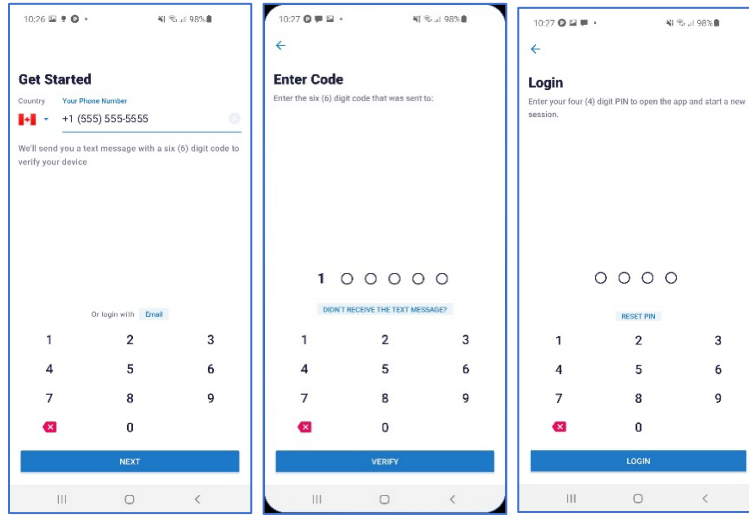 10:26
98%
Get Started
Country Your Phone Number
+1 (555) 555-5555
We'll send you a text message with a six (6) digit code to
verify your device
Or login with Email
1 2 3
4 5 6
7 8 9
0
NEXT
10:27
98%
Enter Code
Enter the six (6) digit code that was sent to:
1
DIDN'T RECEIVE THE TEXT MESSAGE?
1 2 3
4 5 6
7 8 9
0
VERIFY
10:27
98%
Login
Enter your four (4) digit PIN to open the app and start a new
session.
RESET PIN
1 2 3
4 5 6
7 8 9
0
LOGIN